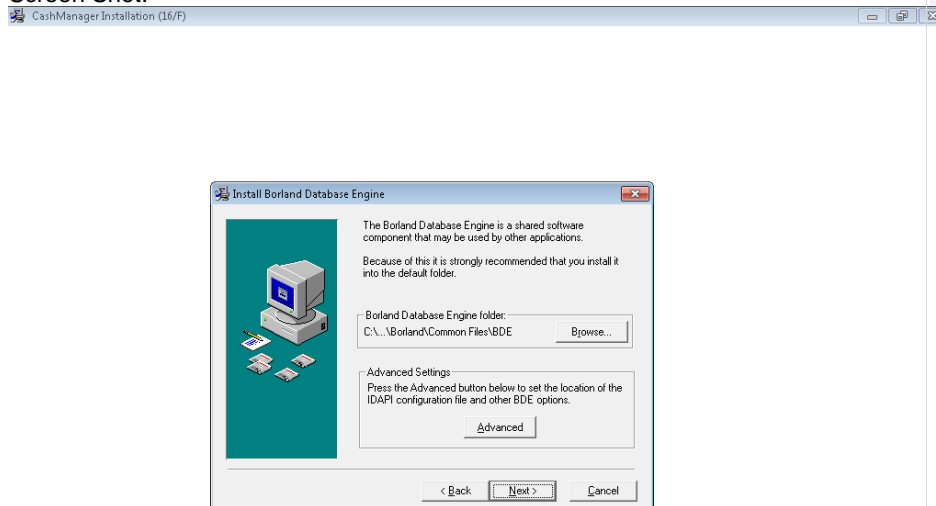 Screen Shot:
CashManager Installation (16/F)
Install Borland Database Engine
The Borland Database Engine is a shared software
component that may be used by other applications.
Because of this it is strongly recommended that you install it
into the default folder.
Borland Database Engine folder:
C:\...\Borland\Common Files\BDE
Browse...
Advanced Settings
Press the Advanced button below to set the location of the
IDAPI configuration file and other BDE options.
Advanced
< Back
Next >
Cancel